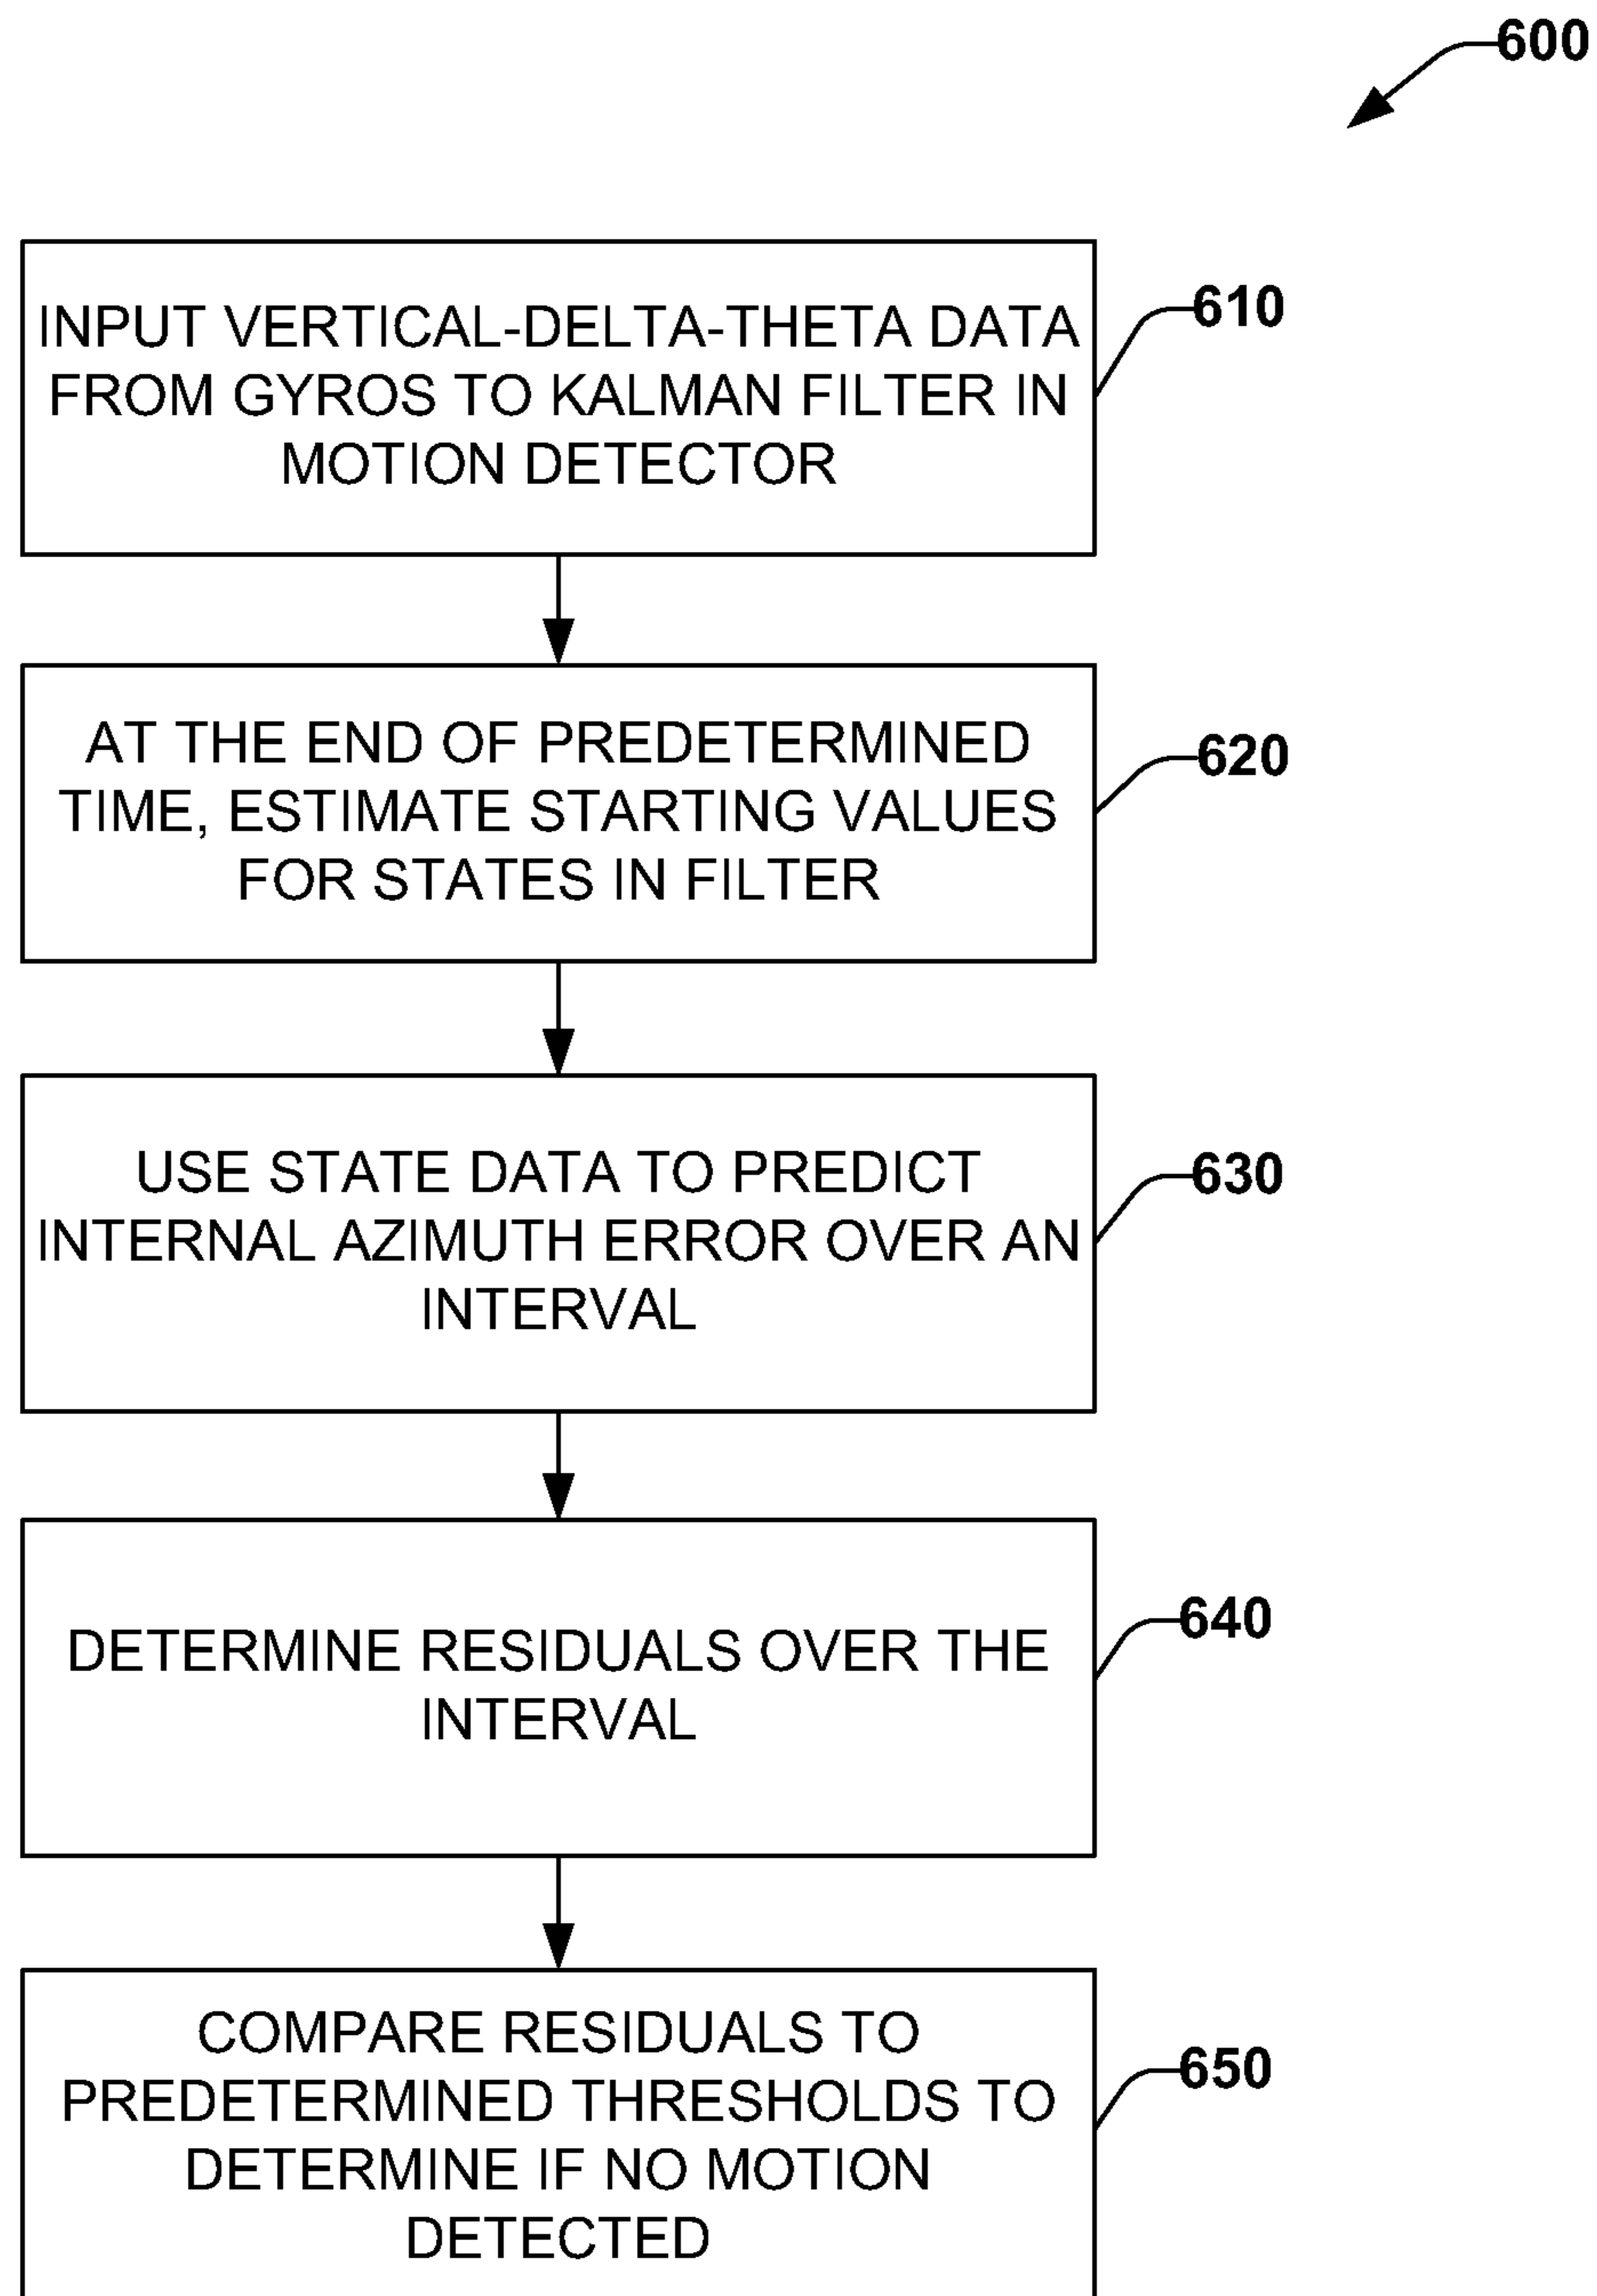 600
INPUT VERTICAL-DELTA-THETA DATA
FROM GYROS TO KALMAN FILTER IN
MOTION DETECTOR
610
AT THE END OF PREDETERMINED
TIME, ESTIMATE STARTING VALUES
FOR STATES IN FILTER
620
USE STATE DATA TO PREDICT
INTERNAL AZIMUTH ERROR OVER AN
INTERVAL
630
DETERMINE RESIDUALS OVER THE
INTERVAL
640
COMPARE RESIDUALS TO
PREDETERMINED THRESHOLDS TO
DETERMINE IF NO MOTION
DETECTED
650